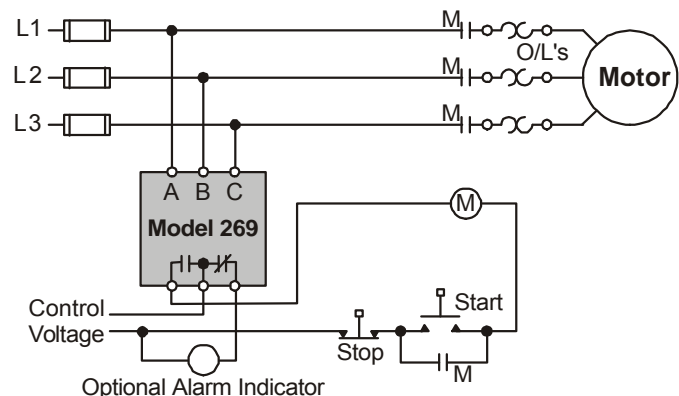 L1
M
O/L's
L2
M
Motor
L3
M
A B C
Model 269
M
Control
Voltage
Start
Stop
M
Optional Alarm Indicator